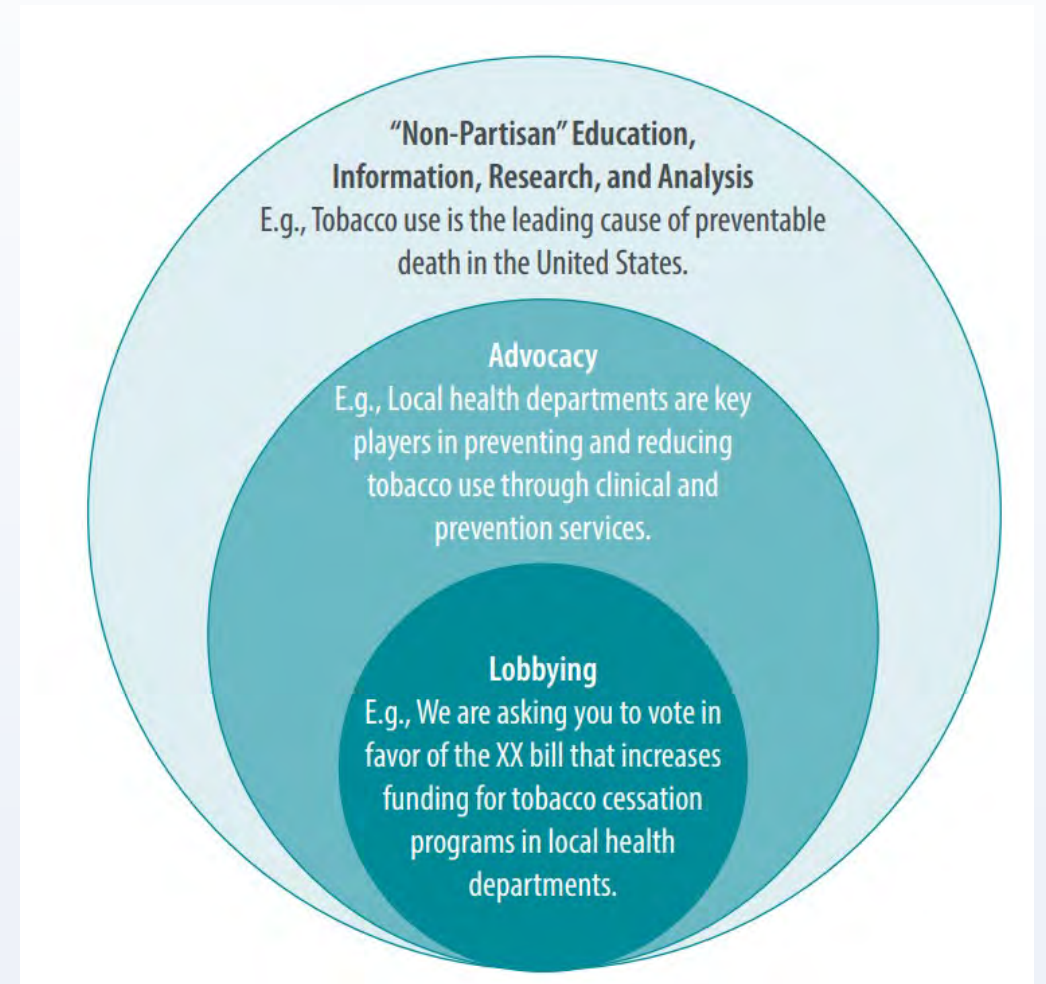 “Non-Partisan” Education,
Information, Research, and Analysis
E.g., Tobacco use is the leading cause of preventable
death in the United States.
Advocacy
E.g., Local health departments are key
players in preventing and reducing
tobacco use through clinical and
prevention services.
Lobbying
E.g., We are asking you to vote in
favor of the XX bill that increases
funding for tobacco cessation
programs in local health
departments.